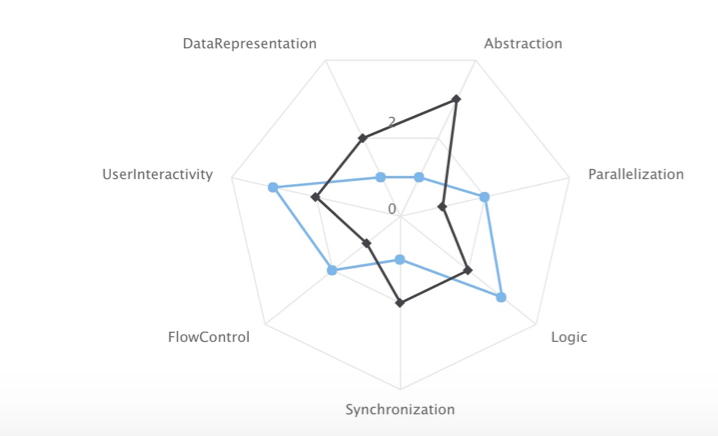 DataRepresentation
Abstraction
2
UserInteractivity
Parallelization
0
FlowControl
Logic
Synchronization